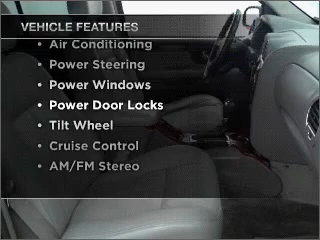 VEHICLE FEATURES
• Air Conditioning
• Power Steering
• Power Windows
• Power Door Locks
• Tilt Wheel
• Cruise Control
• AM/FM Stereo